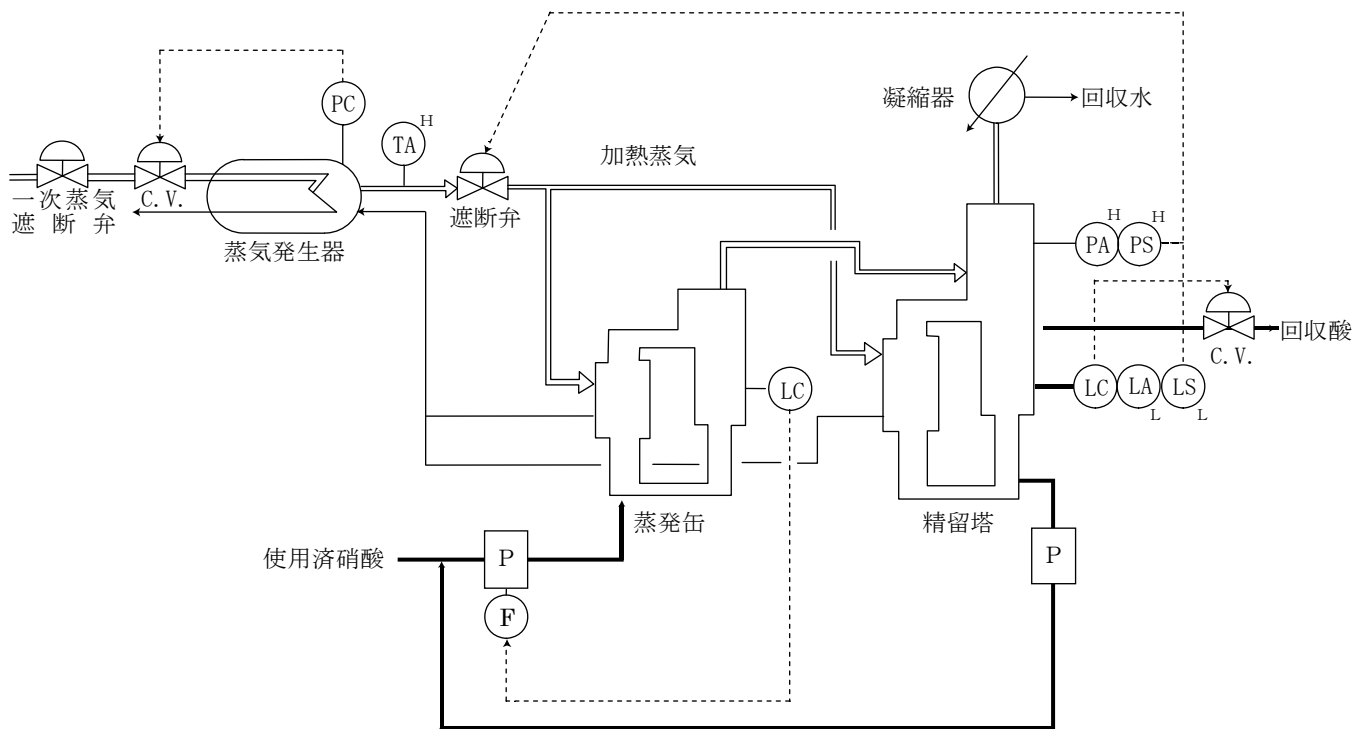 凝縮器
回収水
PC
TA
H
加熱蒸気
一次蒸気
遮断弁
C.V.
蒸気発生器
遮断弁
PA
H
PS
H
回収酸
C.V.
LC
LC
LA
L
LS
L
蒸発缶
精留塔
使用済硝酸
P
F
P